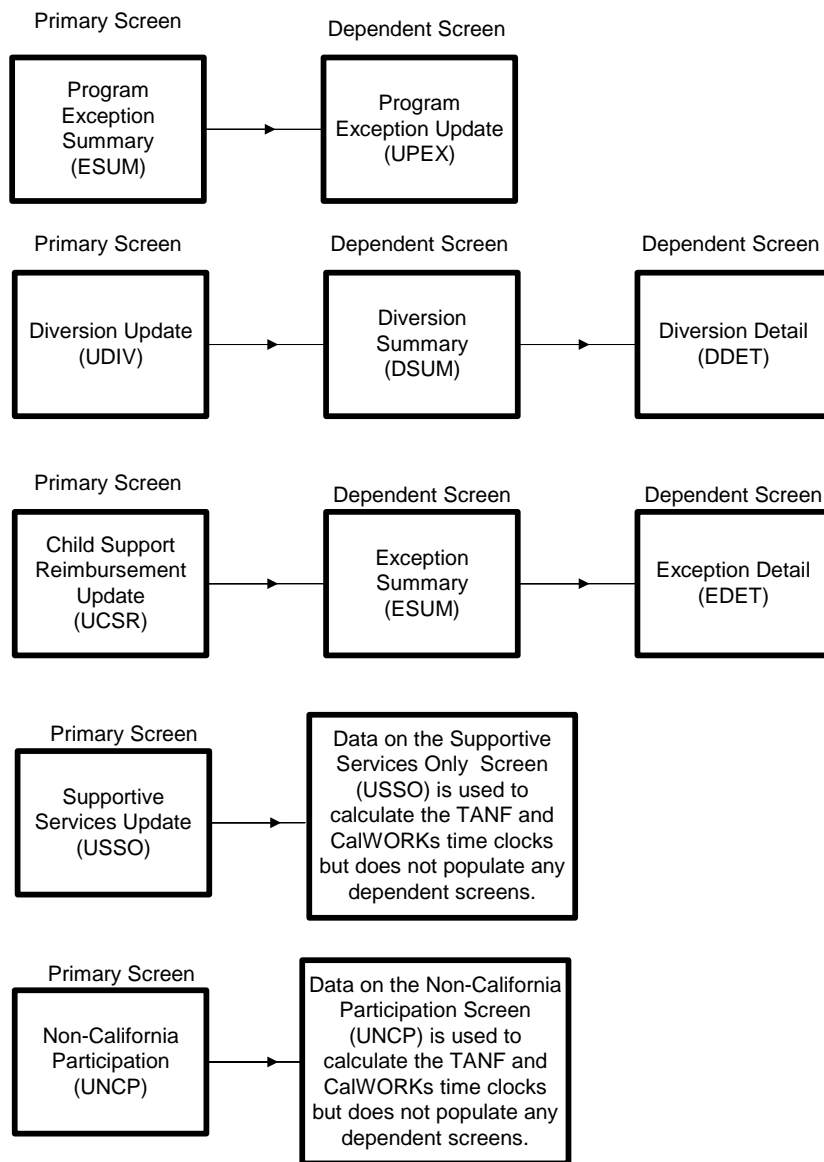 Primary Screen
Dependent Screen
Program
Exception
Summary
(ESUM)
Program
Exception Update
(UPEX)
Primary Screen
Dependent Screen
Dependent Screen
Diversion Update
(UDIV)
Diversion
Summary
(DSUM)
Diversion Detail
(DDET)
Primary Screen
Dependent Screen
Dependent Screen
Child Support
Reimbursement
Update
(UCSR)
Exception
Summary
(ESUM)
Exception Detail
(EDET)
Primary Screen
Supportive
Services Update
(USSO)
Data on the Supportive
Services Only Screen
(USSO) is used to
calculate the TANF and
CalWORKs time clocks
but does not populate any
dependent screens.
Primary Screen
Non-California
Participation
(UNCP)
Data on the Non-California
Participation Screen
(UNCP) is used to
calculate the TANF and
CalWORKs time clocks
but does not populate any
dependent screens.